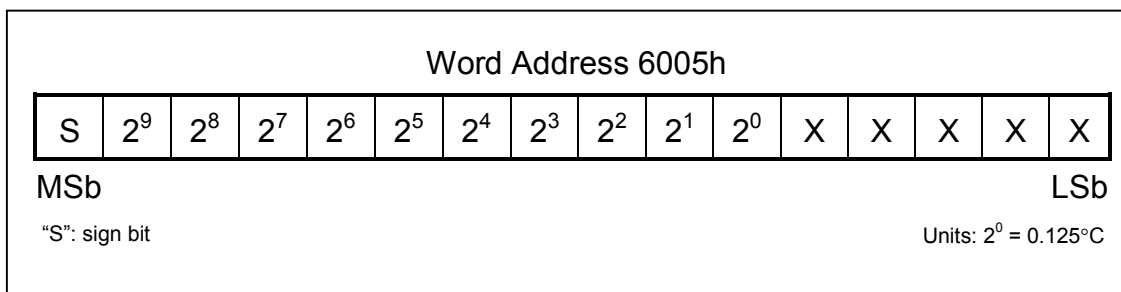 Word Address 6005h
S 2⁹ 2⁸ 2⁷ 2⁶ 2⁵ 2⁴ 2³ 2² 2¹ 2⁰ X X X X X
MSb LSb
“S”: sign bit Units: 2⁰ = 0.125°C